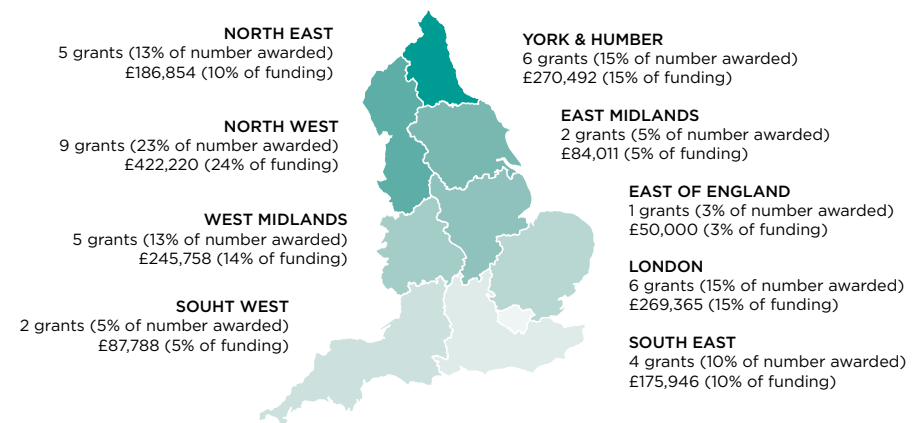 NORTH EAST
5 grants (13% of number awarded)
£186,854 (10% of funding)
NORTH WEST
9 grants (23% of number awarded)
£422,220 (24% of funding)
WEST MIDLANDS
5 grants (13% of number awarded)
£245,758 (14% of funding)
SOUHT WEST
2 grants (5% of number awarded)
£87,788 (5% of funding)
YORK & HUMBER
6 grants (15% of number awarded)
£270,492 (15% of funding)
EAST MIDLANDS
2 grants (5% of number awarded)
£84,011 (5% of funding)
EAST OF ENGLAND
1 grants (3% of number awarded)
£50,000 (3% of funding)
LONDON
6 grants (15% of number awarded)
£269,365 (15% of funding)
SOUTH EAST
4 grants (10% of number awarded)
£175,946 (10% of funding)